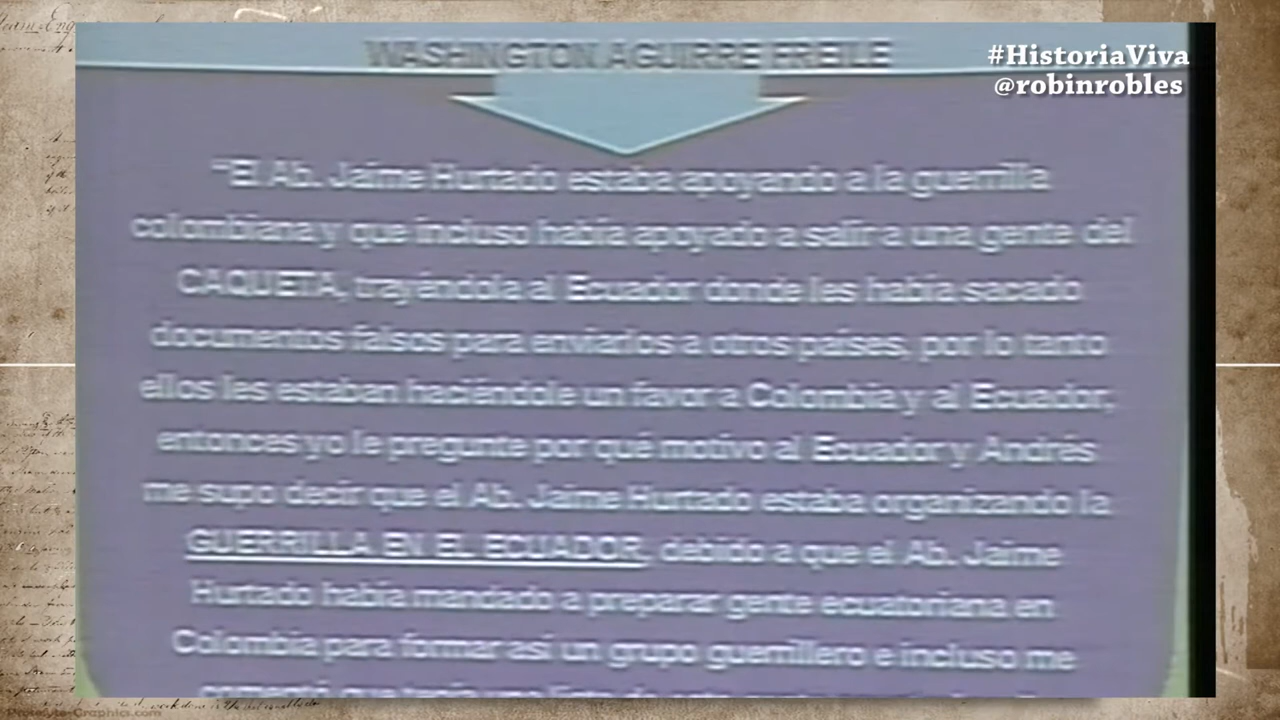 WASHINGTON AGUIRRE FREILE
#HistoriaViva
@robinrobles
"El Ab. Jaime Hurtado estaba apoyando a la guerrilla
colombiana y que incluso había apoyado a salir a una gente del
CAQUETA, trayéndola al Ecuador donde les había sacado
documentos falsos para enviarlos a otros países, por lo tanto
ellos les estaban haciéndole un favor a Colombia y al Ecuador,
entonces yo le pregunte por qué motivo al Ecuador y Andrés
me supo decir que el Ab. Jaime Hurtado estaba organizando la
GUERRILLA EN EL ECUADOR, debido a que el Ab. Jaime
Hurtado había mandado a preparar gente ecuatoriana en
Colombia para formar así un grupo guerrillero e incluso me